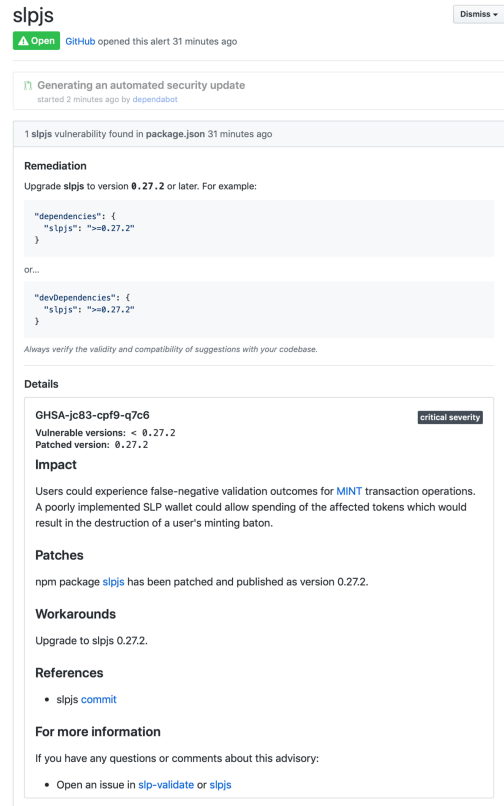 slpjs
Dismiss
Open GitHub opened this alert 31 minutes ago
Generating an automated security update
started 2 minutes ago by dependabot
1 slpjs vulnerability found in package.json 31 minutes ago
Remediation
Upgrade slpjs to version 0.27.2 or later. For example:
"dependencies": {
"slpjs": ">=0.27.2"
}
or...
"devDependencies": {
"slpjs": ">=0.27.2"
}
Always verify the validity and compatibility of suggestions with your codebase.
Details
GHSA-jc83-cpf9-q7c6
critical severity
Vulnerable versions: < 0.27.2
Patched version: 0.27.2
Impact
Users could experience false-negative validation outcomes for MINT transaction operations.
A poorly implemented SLP wallet could allow spending of the affected tokens which would
result in the destruction of a user's minting baton.
Patches
npm package slpjs has been patched and published as version 0.27.2.
Workarounds
Upgrade to slpjs 0.27.2.
References
• slpjs commit
For more information
If you have any questions or comments about this advisory:
• Open an issue in slp-validate or slpjs